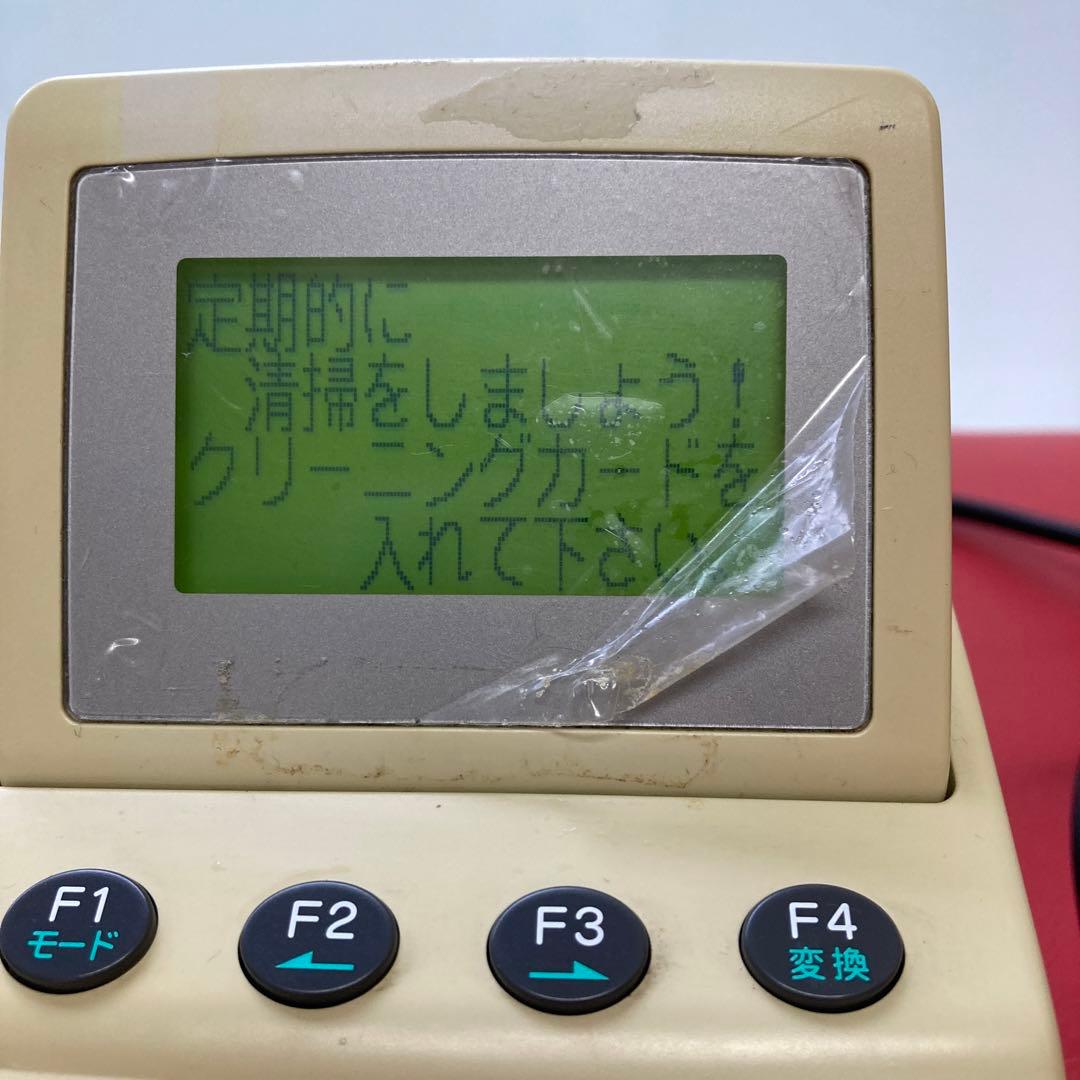 定期的に
清掃をしましょう!
クリーニングカードを
入れて下さい
F1
モード
F2
←
F3
→
F4
変換